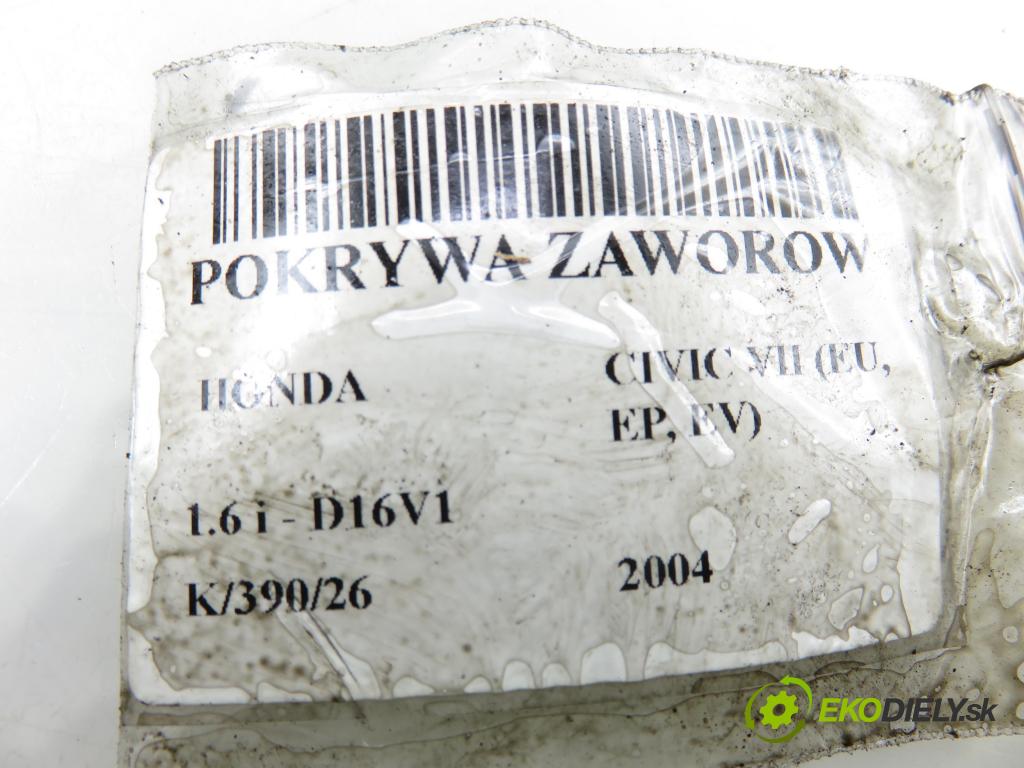 POKRYWA ZAWOROW
HONDA
CIVIC VII (EU,
EP, EV)
1.6 i - D16V1
K/390/26
2004
EKODIELY.sk